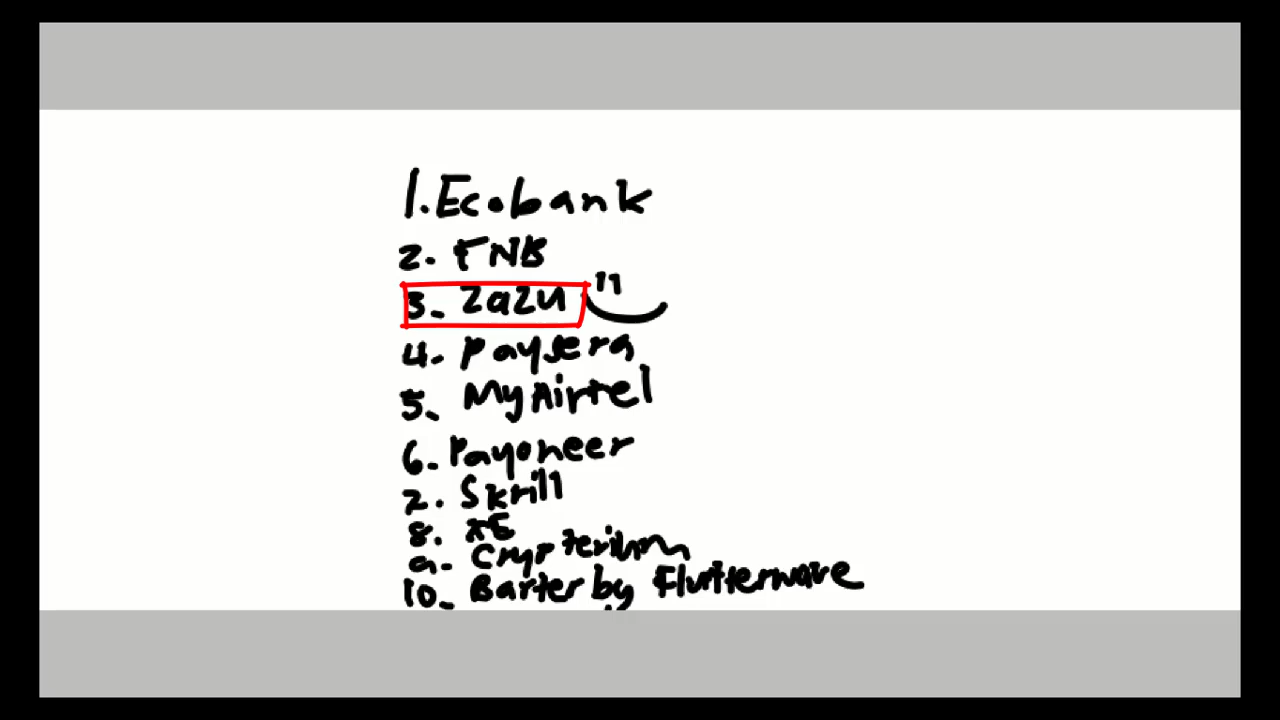 1. Ecobank
2. FNB
3. Zazu
4. Paysera
5. MyAirtel
6. Payoneer
7. Skrill
8. XE
9. Crypterium
10. Barter by Flutterwave